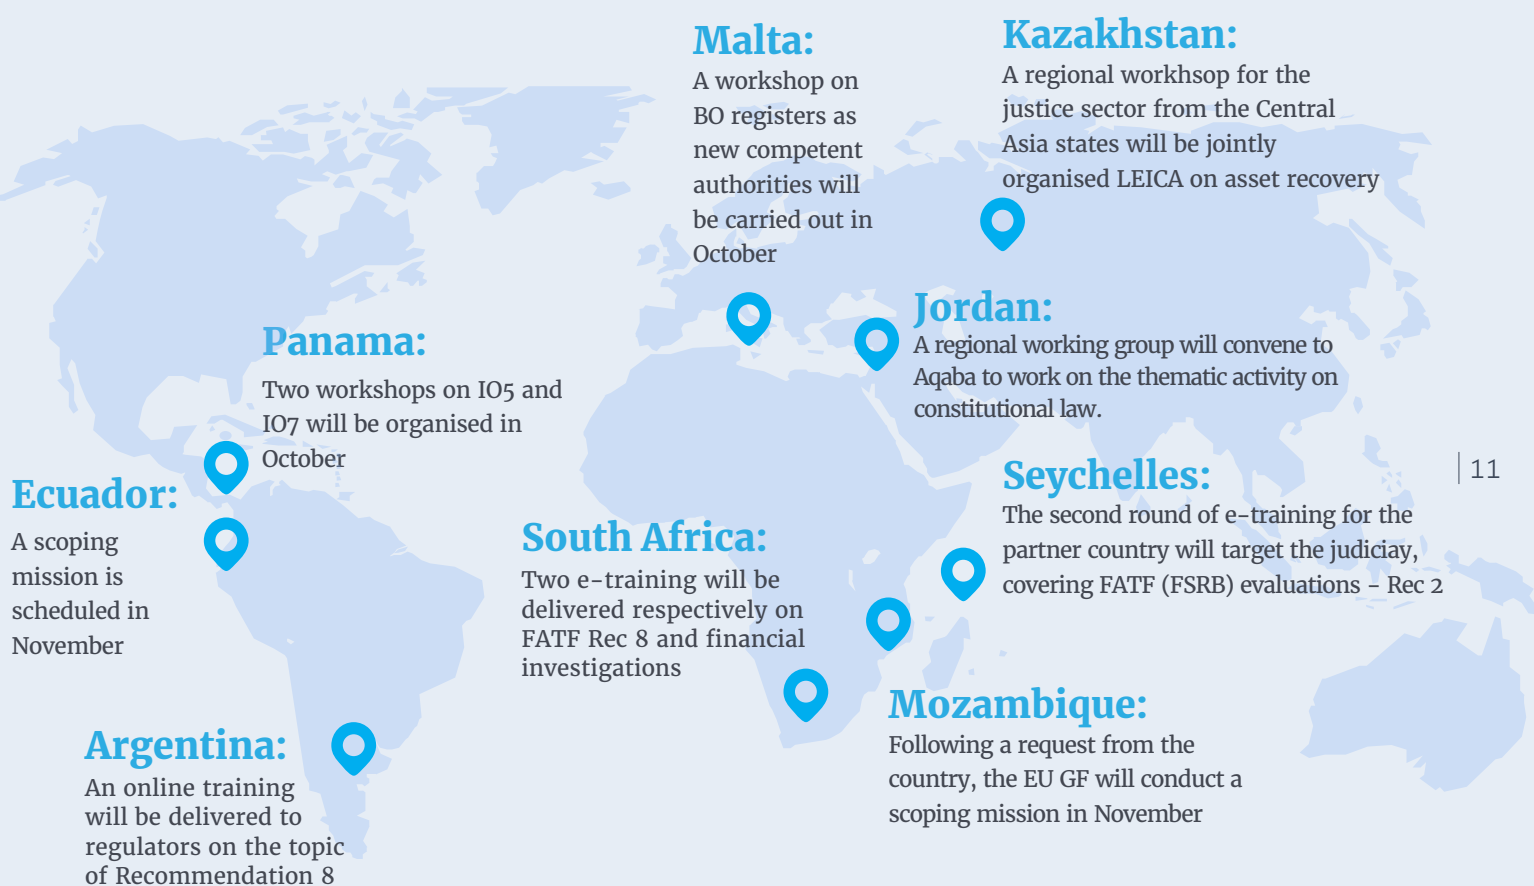 Malta:
A workshop on
BO registers as
new competent
authorities will
be carried out in
October
Kazakhstan:
A regional workhsop for the
justice sector from the Central
Asia states will be jointly
organised LEICA on asset recovery
Jordan:
A regional working group will convene to
Aqaba to work on the thematic activity on
constitutional law.
Panama:
Two workshops on IO5 and
IO7 will be organised in
October
Ecuador:
A scoping
mission is
scheduled in
November
South Africa:
Two e-training will be
delivered respectively on
FATF Rec 8 and financial
investigations
Seychelles:
The second round of e-training for the
partner country will target the judiciay,
covering FATF (FSRB) evaluations - Rec 2
11
Mozambique:
Following a request from the
country, the EU GF will conduct a
scoping mission in November
Argentina:
An online training
will be delivered to
regulators on the topic
of Recommendation 8